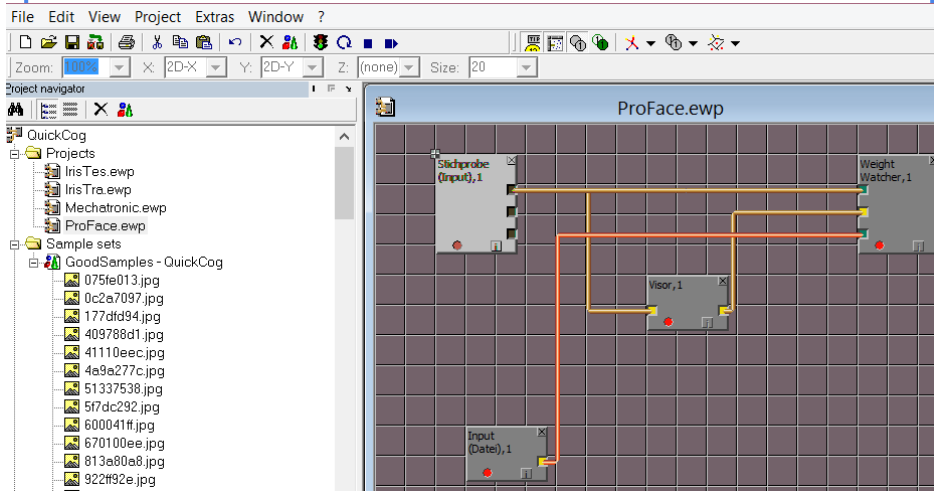 File Edit View Project Extras Window ?
Zoom: 100% X: 2D-X Y: 2D-Y Z: (none) Size: 20
Project navigator
QuickCog
Projects
IrisTes.ewp
IrisTra.ewp
Mechatronic.ewp
ProFace.ewp
Sample sets
GoodSamples - QuickCog
075fe013.jpg
0c2a7097.jpg
177dfd94.jpg
409788d1.jpg
41110eec.jpg
4a9a277c.jpg
51337538.jpg
5f7dc292.jpg
600041ff.jpg
670100ee.jpg
813a80a8.jpg
922ff92e.jpg
ProFace.ewp
Stichprobe
(Input),1
Weight
Watcher,1
Visor,1
Input
(Datei),1